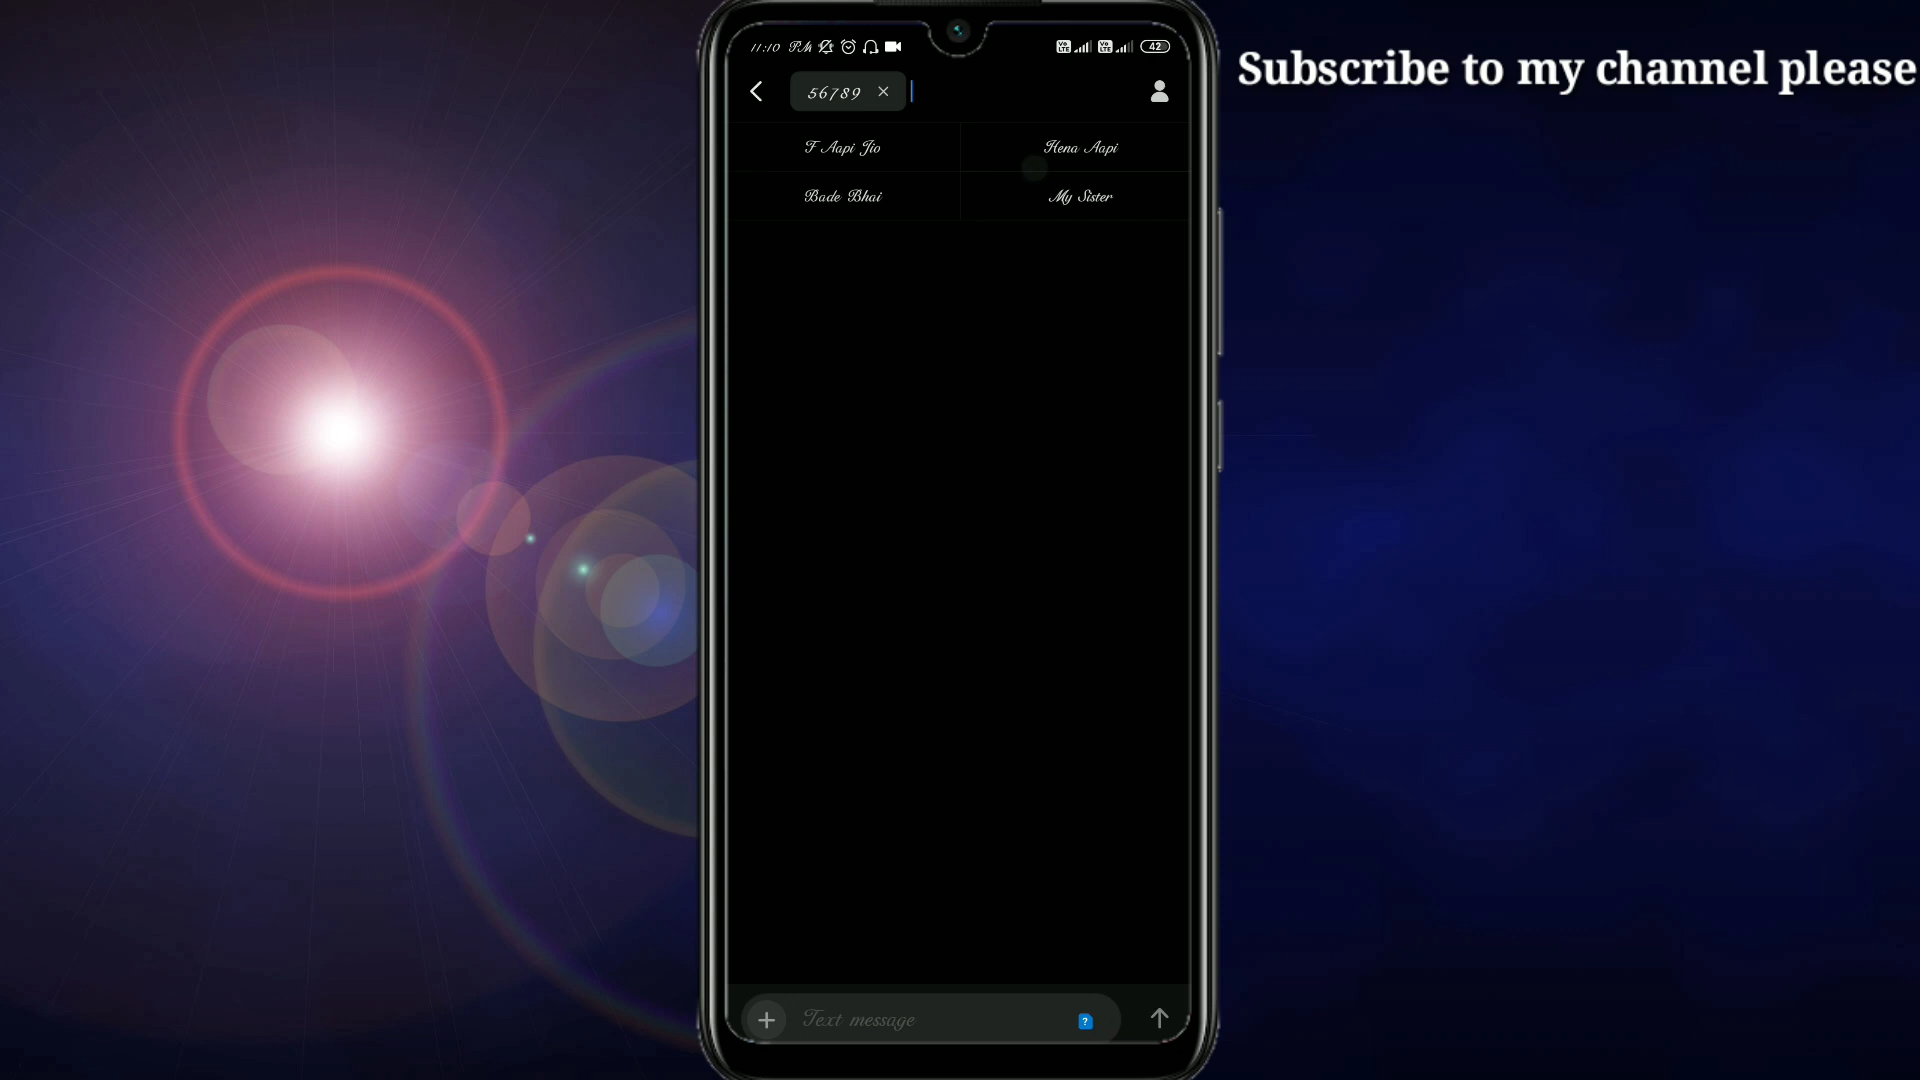 Subscribe to my channel please
11:10 PM
42
56789
F Aapi Jio
Hena Aapi
Bade Bhai
My Sister
Text message